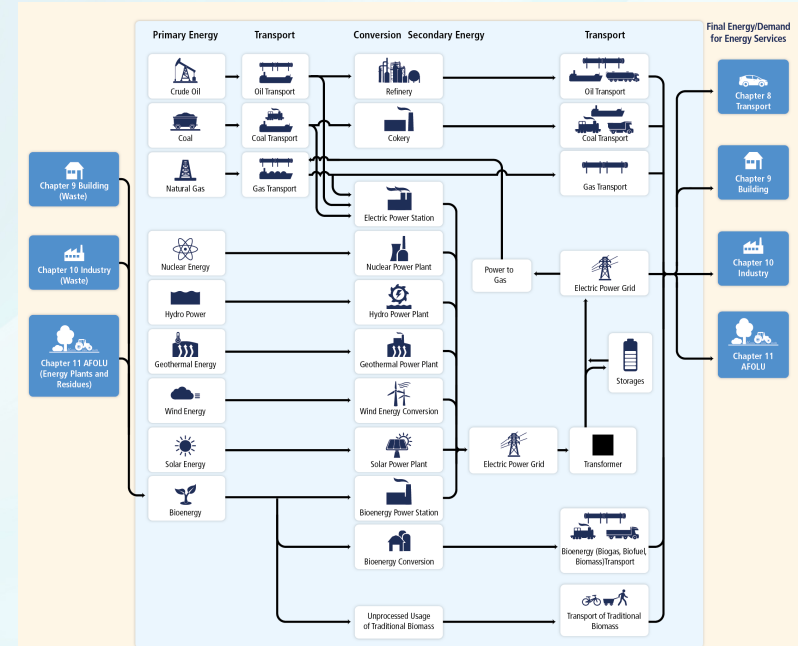 Final Energy/Demand
for Energy Services
Primary Energy
Transport
Conversion Secondary Energy
Transport
Crude Oil
Oil Transport
Refinery
Oil Transport
Chapter 8
Transport
Coal
Coal Transport
Cokery
Coal Transport
Chapter 9 Building
(Waste)
Natural Gas
Gas Transport
Gas Transport
Chapter 9
Building
Electric Power Station
Chapter 10 Industry
(Waste)
Nuclear Energy
Nuclear Power Plant
Power to
Gas
Electric Power Grid
Chapter 10
Industry
Hydro Power
Hydro Power Plant
Chapter 11 AFOLU
(Energy Plants and
Residues)
Geothermal Energy
Geothermal Power Plant
Storages
Chapter 11
AFOLU
Wind Energy
Wind Energy Conversion
Solar Energy
Solar Power Plant
Electric Power Grid
Transformer
Bioenergy
Bioenergy Power Station
Bioenergy Conversion
Bioenergy (Biogas, Biofuel,
Biomass)Transport
Unprocessed Usage
of Traditional Biomass
Transport of Traditional
Biomass